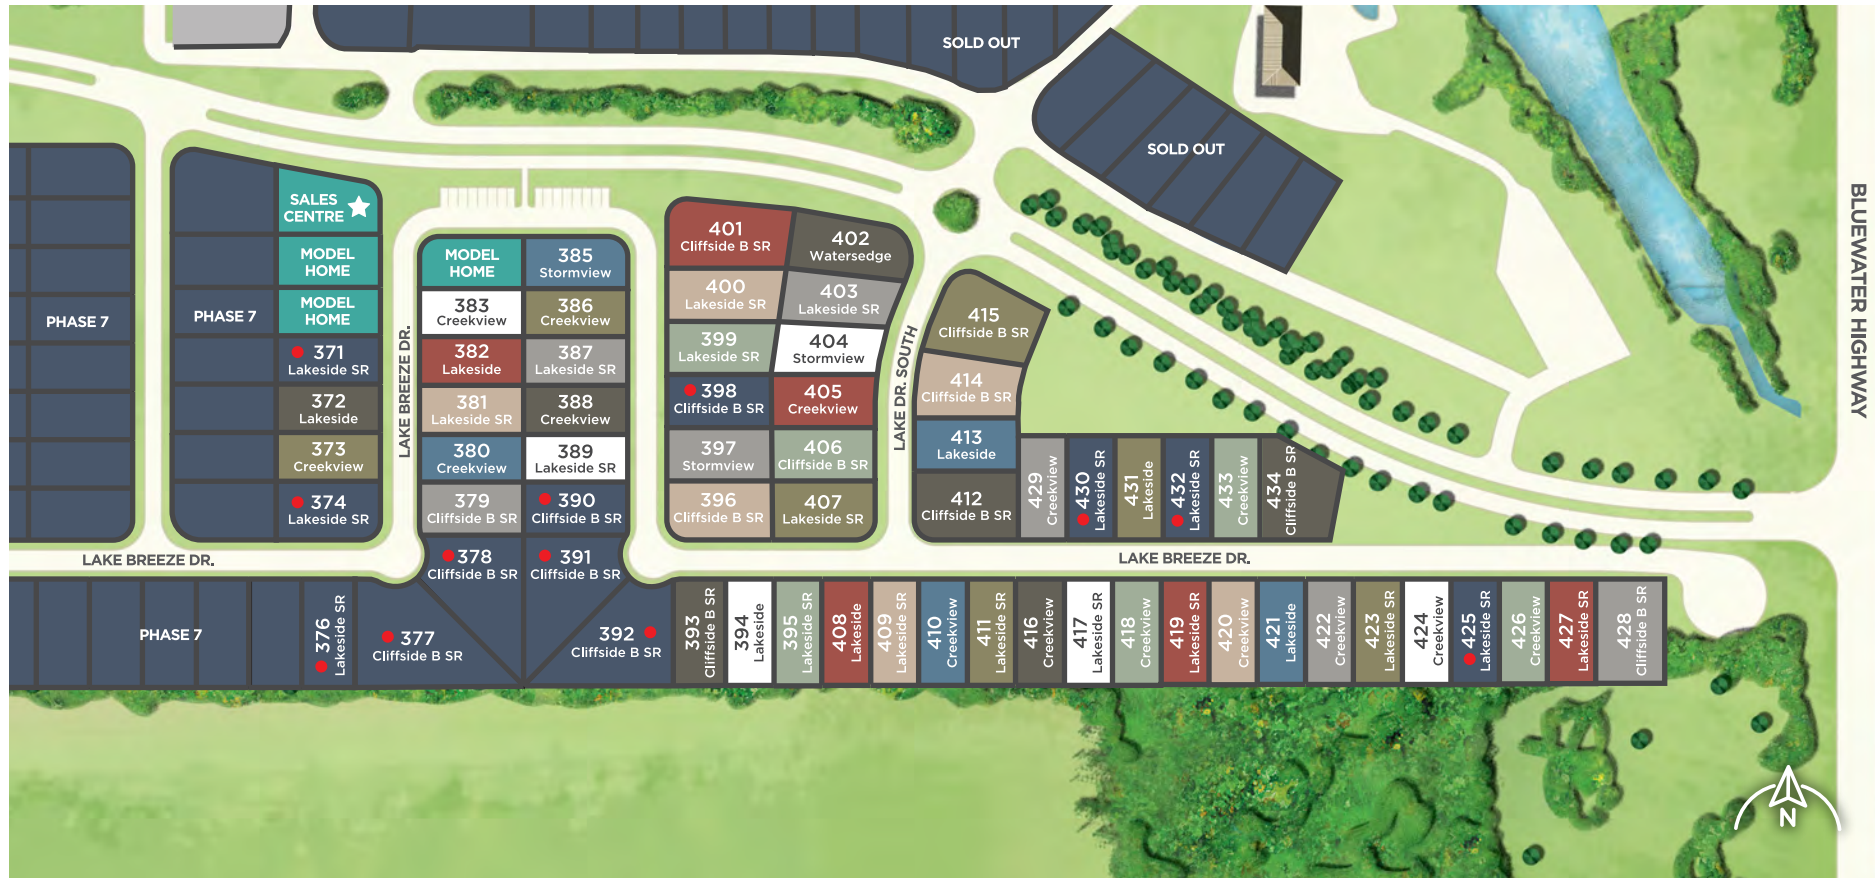 SOLD OUT
SOLD OUT
BLUEWATER HIGHWAY
PHASE 7
PHASE 7
SALES
CENTRE
MODEL
HOME
MODEL
HOME
371
Lakeside SR
372
Lakeside
373
Creekview
374
Lakeside SR
LAKE BREEZE DR.
MODEL
HOME
385
Stormview
383
Creekview
386
Creekview
382
Lakeside
387
Lakeside SR
381
Lakeside SR
388
Creekview
380
Creekview
389
Lakeside SR
379
Cliffside B SR
390
Cliffside B SR
378
Cliffside B SR
391
Cliffside B SR
401
Cliffside B SR
402
Watersedge
400
Lakeside SR
403
Lakeside SR
399
Lakeside SR
404
Stormview
398
Cliffside B SR
405
Creekview
397
Stormview
406
Cliffside B SR
396
Cliffside B SR
407
Lakeside SR
LAKE DR. SOUTH
415
Cliffside B SR
414
Cliffside B SR
413
Lakeside
412
Cliffside B SR
429
Creekview
430
Lakeside SR
431
Lakeside
432
Lakeside SR
433
Creekview
434
Cliffside B SR
LAKE BREEZE DR.
LAKE BREEZE DR.
PHASE 7
376
Lakeside SR
377
Cliffside B SR
392
Cliffside B SR
393
Cliffside B SR
394
Lakeside
395
Lakeside SR
408
Lakeside
409
Lakeside SR
410
Creekview
411
Lakeside SR
416
Creekview
417
Lakeside SR
418
Creekview
419
Lakeside SR
420
Creekview
421
Lakeside
422
Creekview
423
Lakeside SR
424
Creekview
425
Lakeside SR
426
Creekview
427
Lakeside SR
428
Cliffside B SR
N